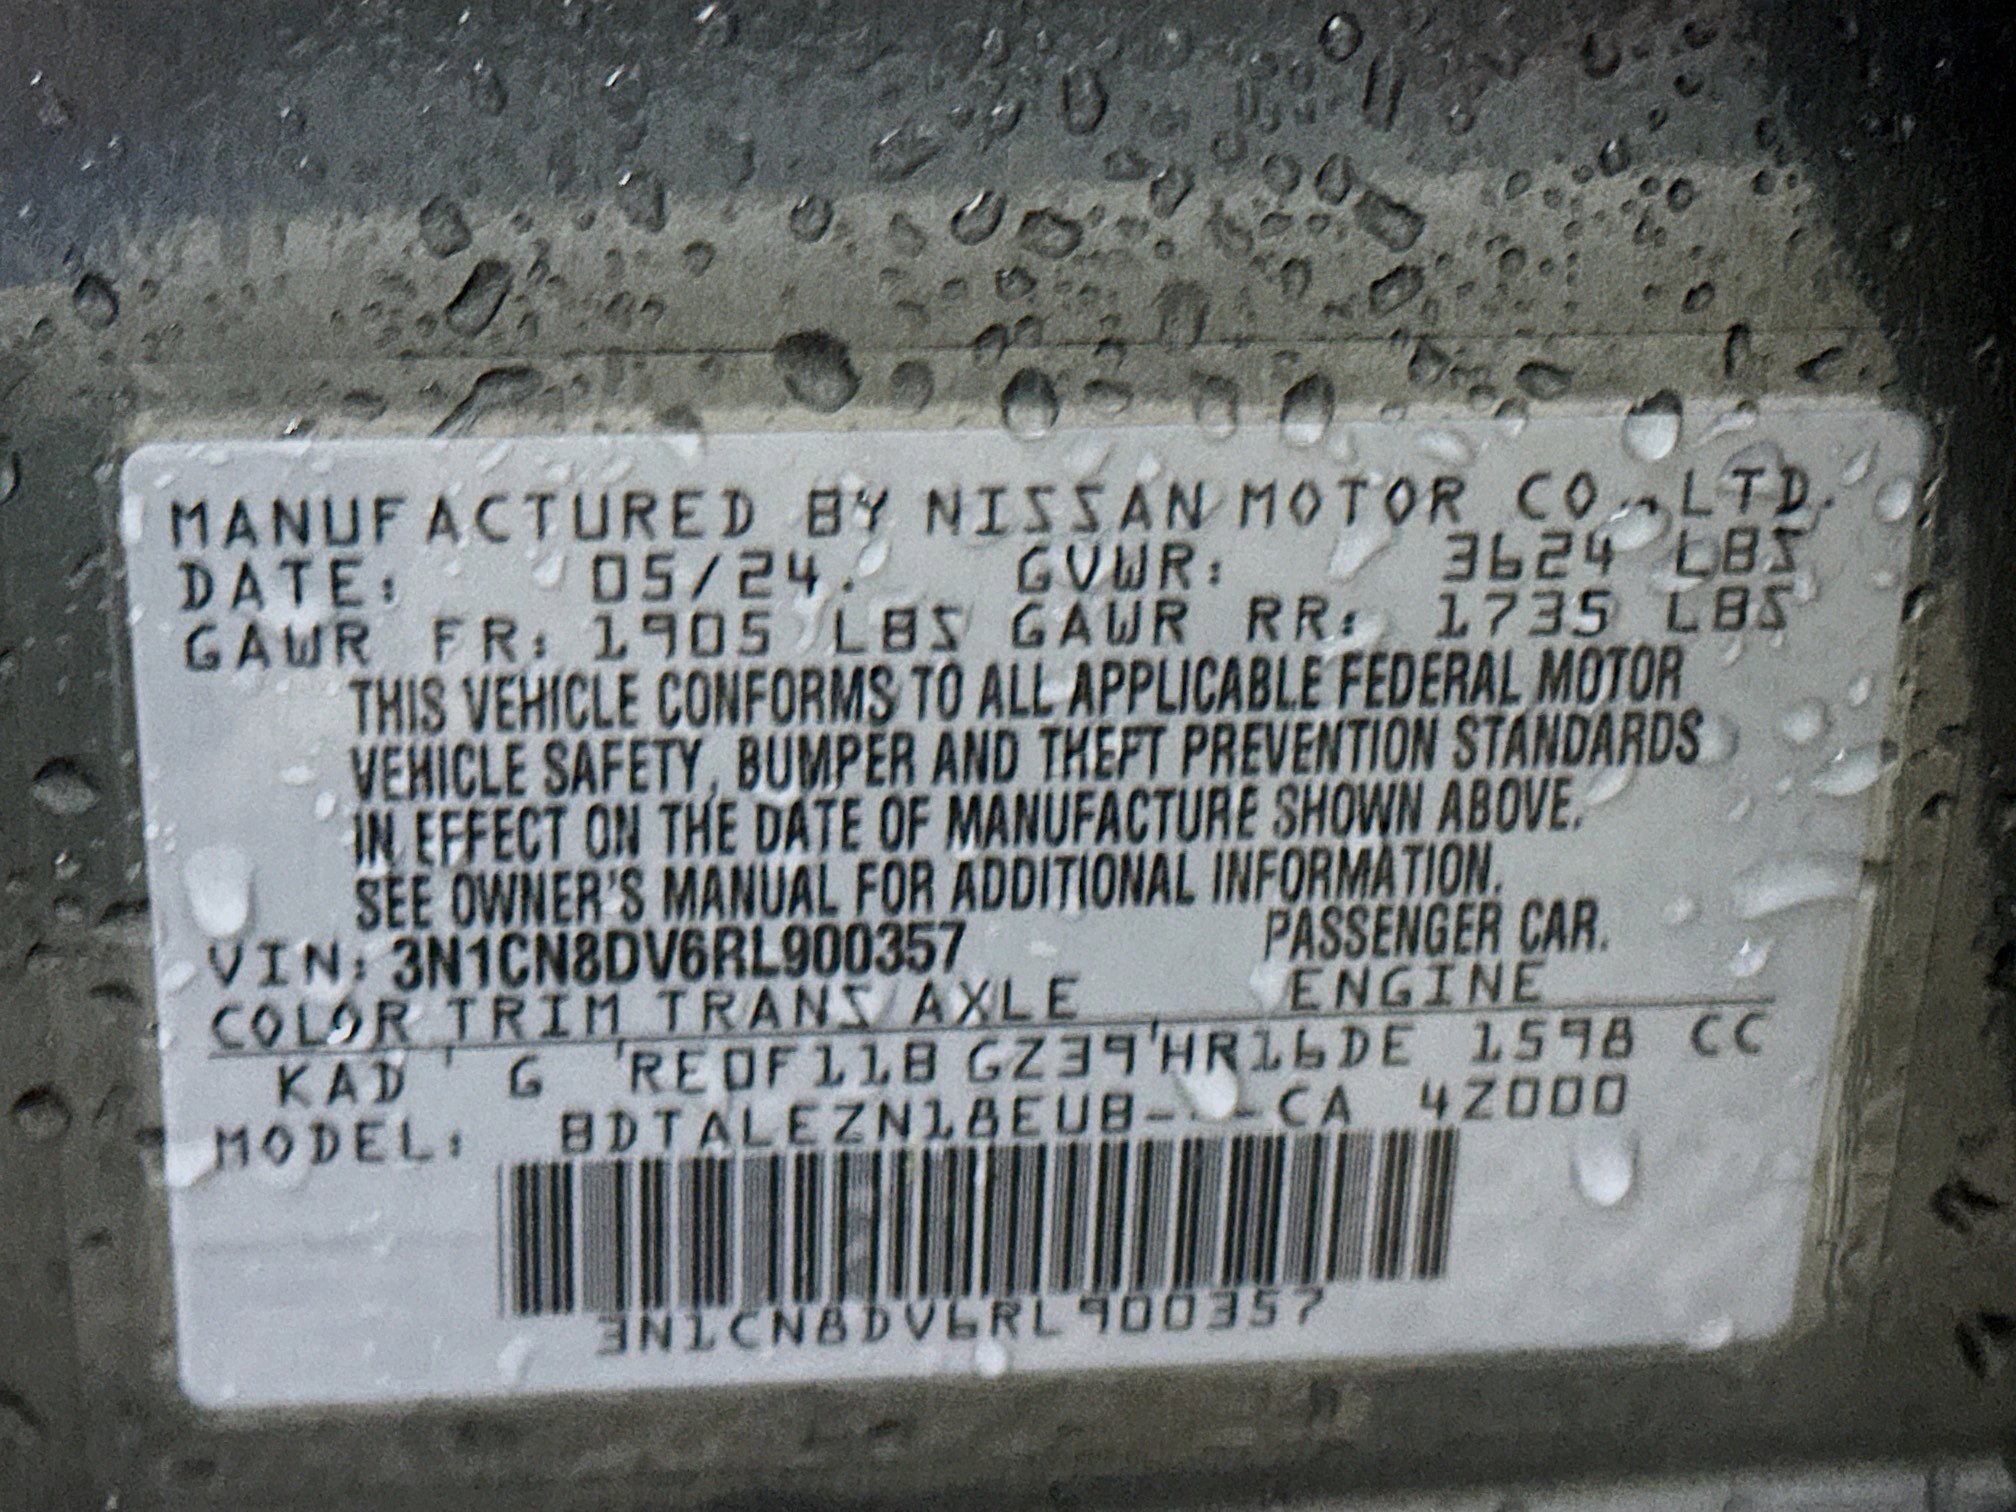 MANUFACTURED BY NISSAN MOTOR CO.,LTD.
DATE: 05/24. GVWR: 3624 LBS
GAWR FR: 1905 LBS GAWR RR: 1735 LBS
THIS VEHICLE CONFORMS TO ALL APPLICABLE FEDERAL MOTOR
VEHICLE SAFETY, BUMPER AND THEFT PREVENTION STANDARDS
IN EFFECT ON THE DATE OF MANUFACTURE SHOWN ABOVE.
SEE OWNER'S MANUAL FOR ADDITIONAL INFORMATION.
VIN: 3N1CN8DV6RL900357 PASSENGER CAR.
COLOR TRIM TRANS AXLE ENGINE
KAD G RE0F11B GZ39 HR16DE 1598 CC
MODEL: BDTALEZN18EUB---CA 4Z000
3N1CN8DV6RL900357